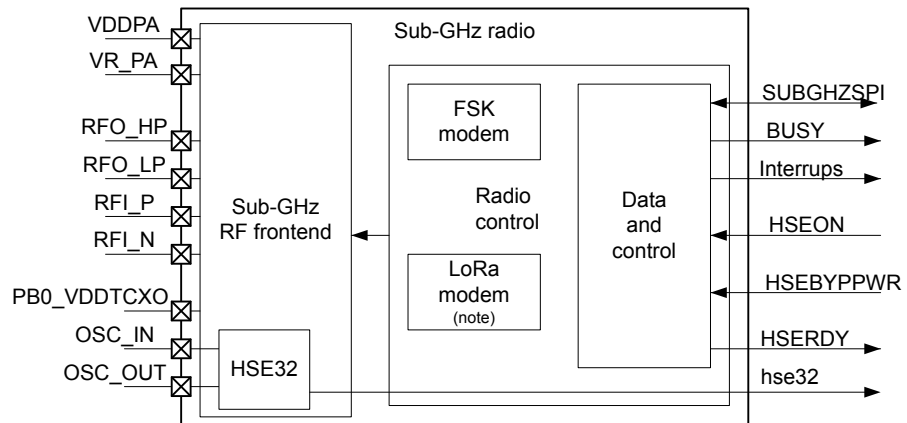 VDDPA
VR_PA
RFO_HP
RFO_LP
RFI_P
RFI_N
PB0_VDDTCXO
OSC_IN
OSC_OUT
Sub-GHz
RF frontend
HSE32
Sub-GHz radio
FSK
modem
Radio
control
LoRa
modem
(note)
Data
and
control
SUBGHZSPI
BUSY
Interrups
HSEON
HSEBYPPWR
HSERDY
hse32